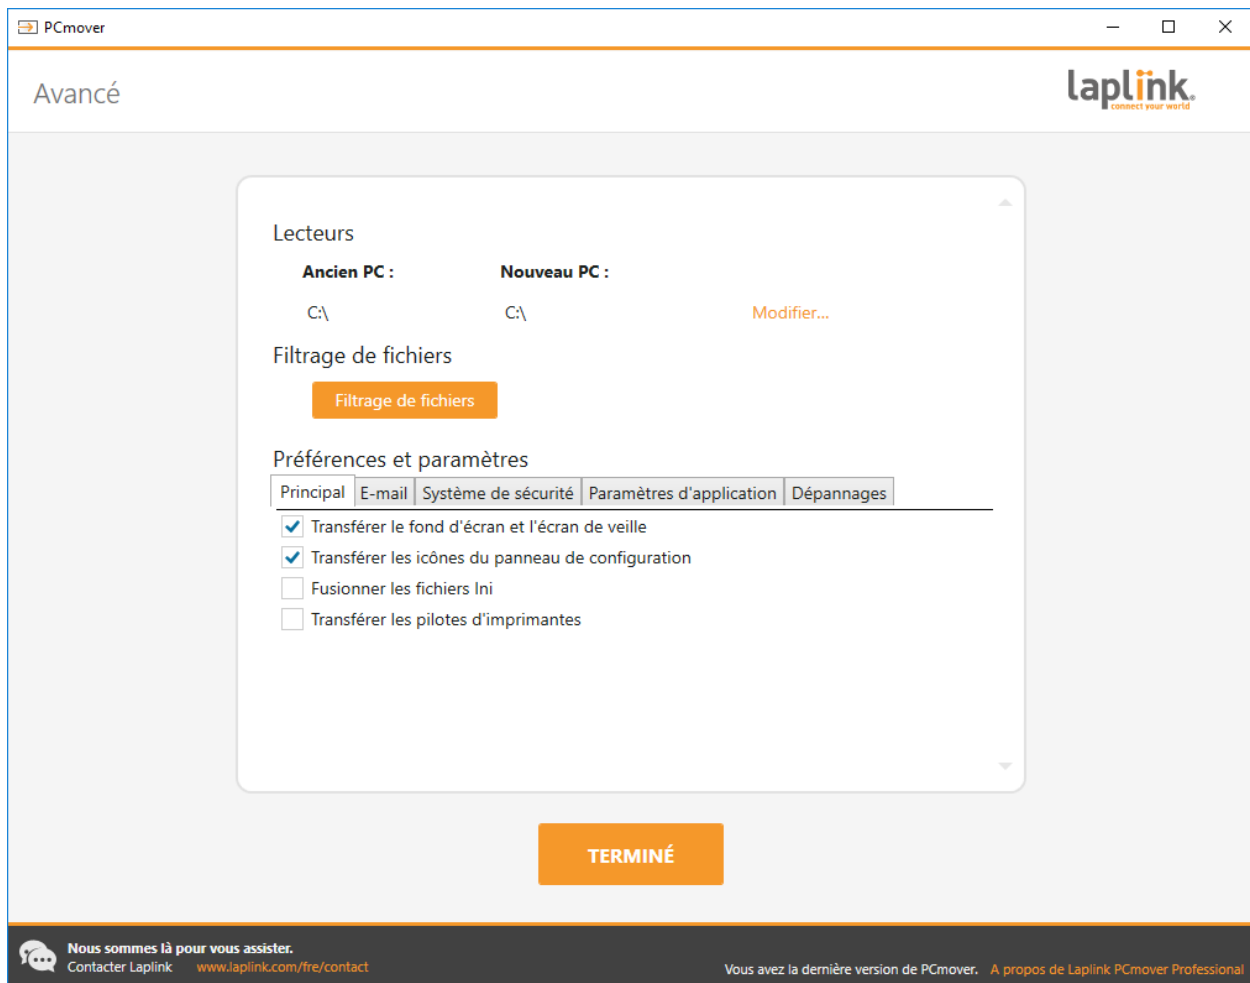 PCmover
Avancé
laplink.
connect your world
Lecteurs
Ancien PC : Nouveau PC :
C:\ C:\ Modifier...
Filtrage de fichiers
Filtrage de fichiers
Préférences et paramètres
Principal E-mail Système de sécurité Paramètres d'application Dépannages
Transférer le fond d'écran et l'écran de veille
Transférer les icônes du panneau de configuration
Fusionner les fichiers Ini
Transférer les pilotes d'imprimantes
TERMINÉ
Nous sommes là pour vous assister.
Contacter Laplink www.laplink.com/fre/contact
Vous avez la dernière version de PCmover. A propos de Laplink PCmover Professional